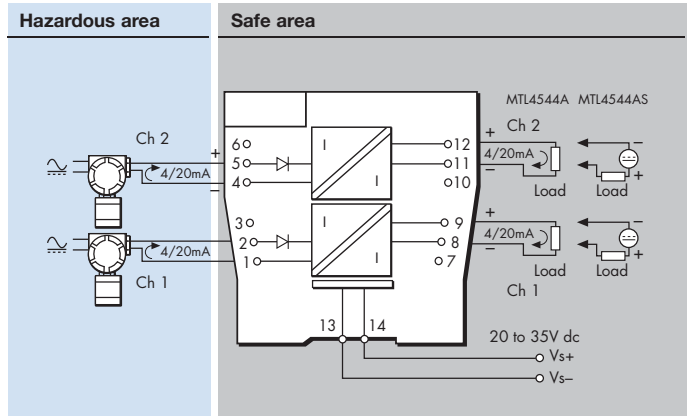 Hazardous area
Safe area
MTL4544A MTL4544AS
Ch 2
+
6
5
4
–
4/20mA
I
I
12
11
10
+
Ch 2
4/20mA
–
Load
–
+
Load
3
2
1
4/20mA
Ch 1
I
I
9
8
7
+
4/20mA
–
Load
Ch 1
–
+
Load
13
14
20 to 35V dc
Vs+
Vs–